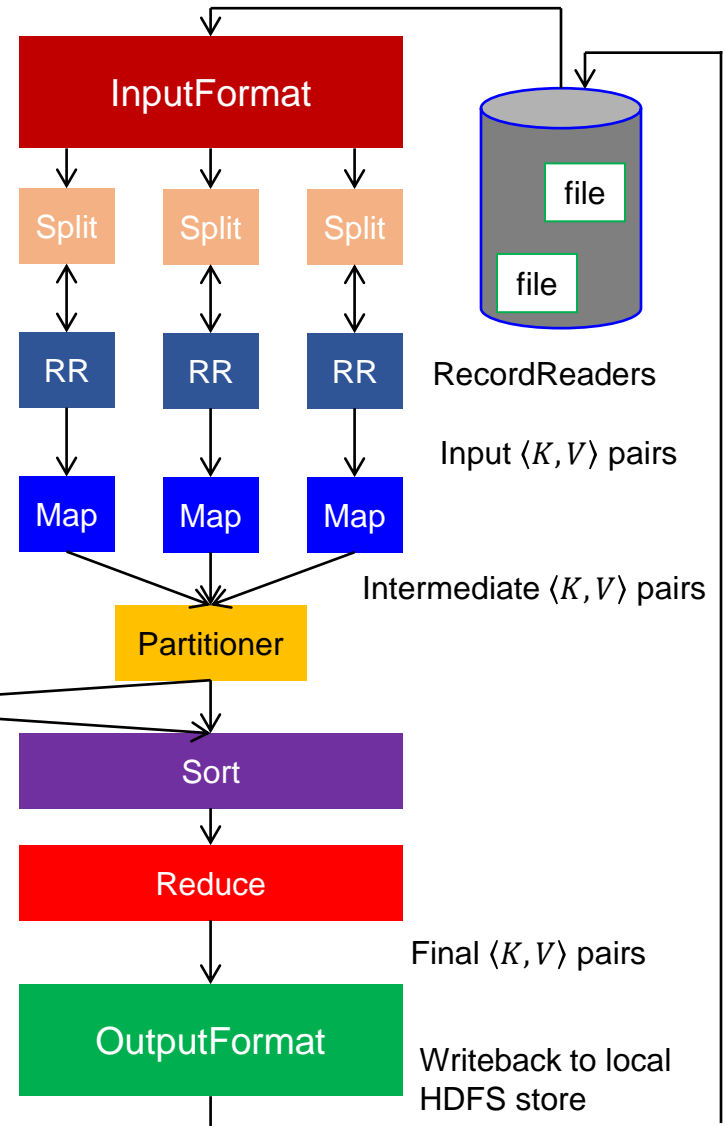 InputFormat
file
file
Split Split Split
RR RR RR
RecordReaders
Input ⟨K, V⟩ pairs
Map Map Map
Intermediate ⟨K, V⟩ pairs
Partitioner
Sort
Reduce
Final ⟨K, V⟩ pairs
OutputFormat
Writeback to local
HDFS store